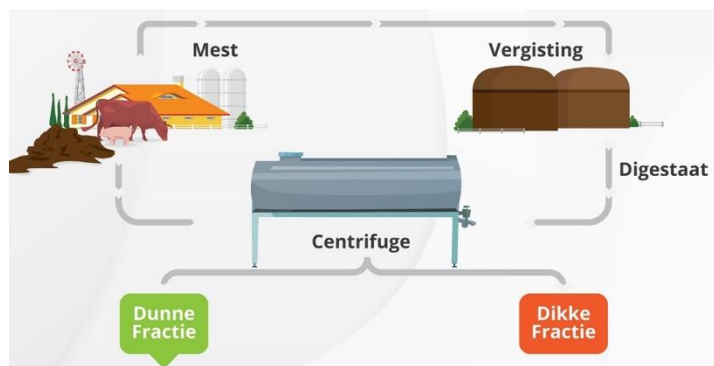 Mest
Vergisting
Digestaat
Centrifuge
Dunne
Fractie
Dikke
Fractie